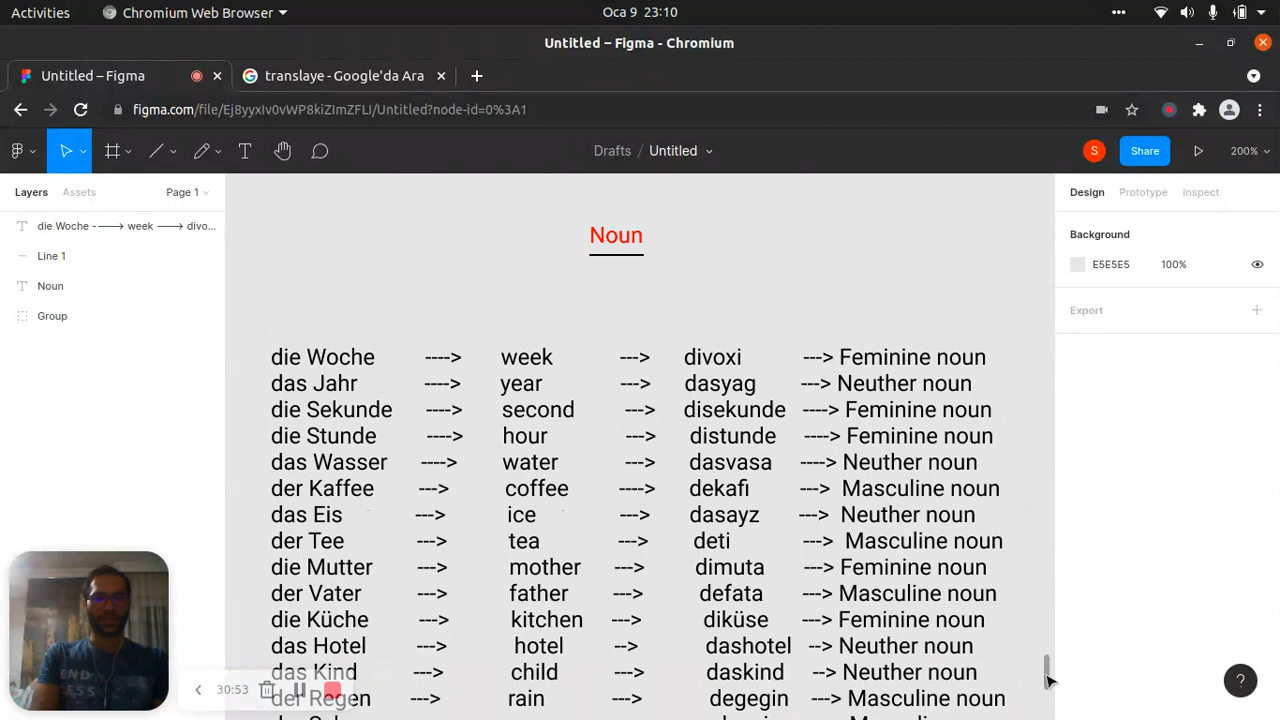 Activities Chromium Web Browser Oca 9 23:10
Untitled – Figma - Chromium
Untitled – Figma translaye - Google'da Ara
figma.com/file/Ej8yyxIv0vWP8kiZImZFLI/Untitled?node-id=0%3A1
Drafts / Untitled S Share 200%
Layers Assets Page 1 Design Prototype Inspect
die Woche ----> week ---> divo...
Line 1
Noun
Group
Background
E5E5E5 100%
Export
Noun
die Woche ----> week ---> divoxi ---> Feminine noun
das Jahr ----> year ---> dasyag ---> Neuther noun
die Sekunde ----> second ---> disekunde ----> Feminine noun
die Stunde ----> hour ---> distunde ----> Feminine noun
das Wasser ----> water ---> dasvasa ----> Neuther noun
der Kaffee ---> coffee ----> dekafi ---> Masculine noun
das Eis ---> ice ---> dasayz ---> Neuther noun
der Tee ---> tea ---> deti ---> Masculine noun
die Mutter ---> mother ---> dimuta ---> Feminine noun
der Vater ---> father ---> defata ---> Masculine noun
die Küche ---> kitchen ---> diküse ---> Feminine noun
das Hotel ---> hotel --> dashotel --> Neuther noun
das Kind ---> child ---> daskind --> Neuther noun
der Regen ---> rain ---> degegin ---> Masculine noun
END
LESS
30:53
?